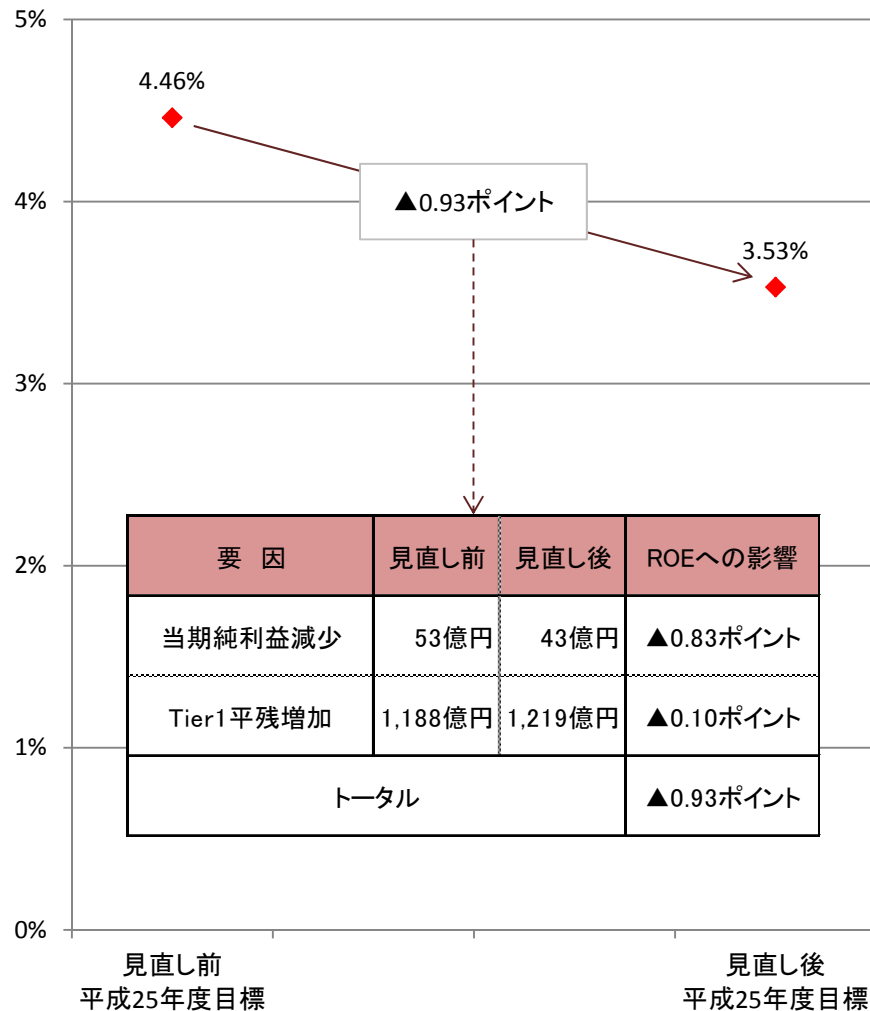 5%
4.46%
4%
▲0.93ポイント
3.53%
3%
2%
要 因 見直し前 見直し後 ROEへの影響
当期純利益減少 53億円 43億円 ▲0.83ポイント
Tier1平残増加 1,188億円 1,219億円 ▲0.10ポイント
1%
トータル ▲0.93ポイント
0%
見直し前 見直し後
平成25年度目標 平成25年度目標